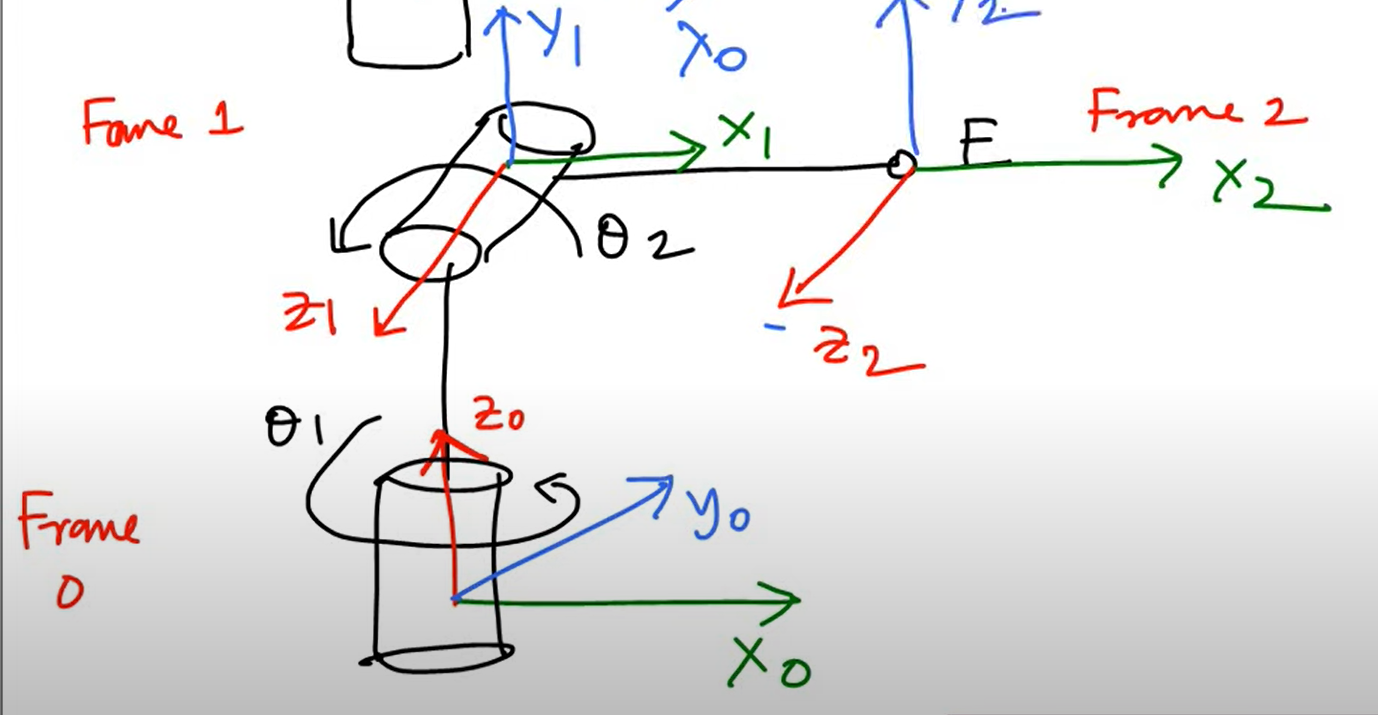 y1
x0
Fame 1
x1
E
Frame 2
x2
θ2
z1
- z2
θ1
z0
Frame
0
y0
x0